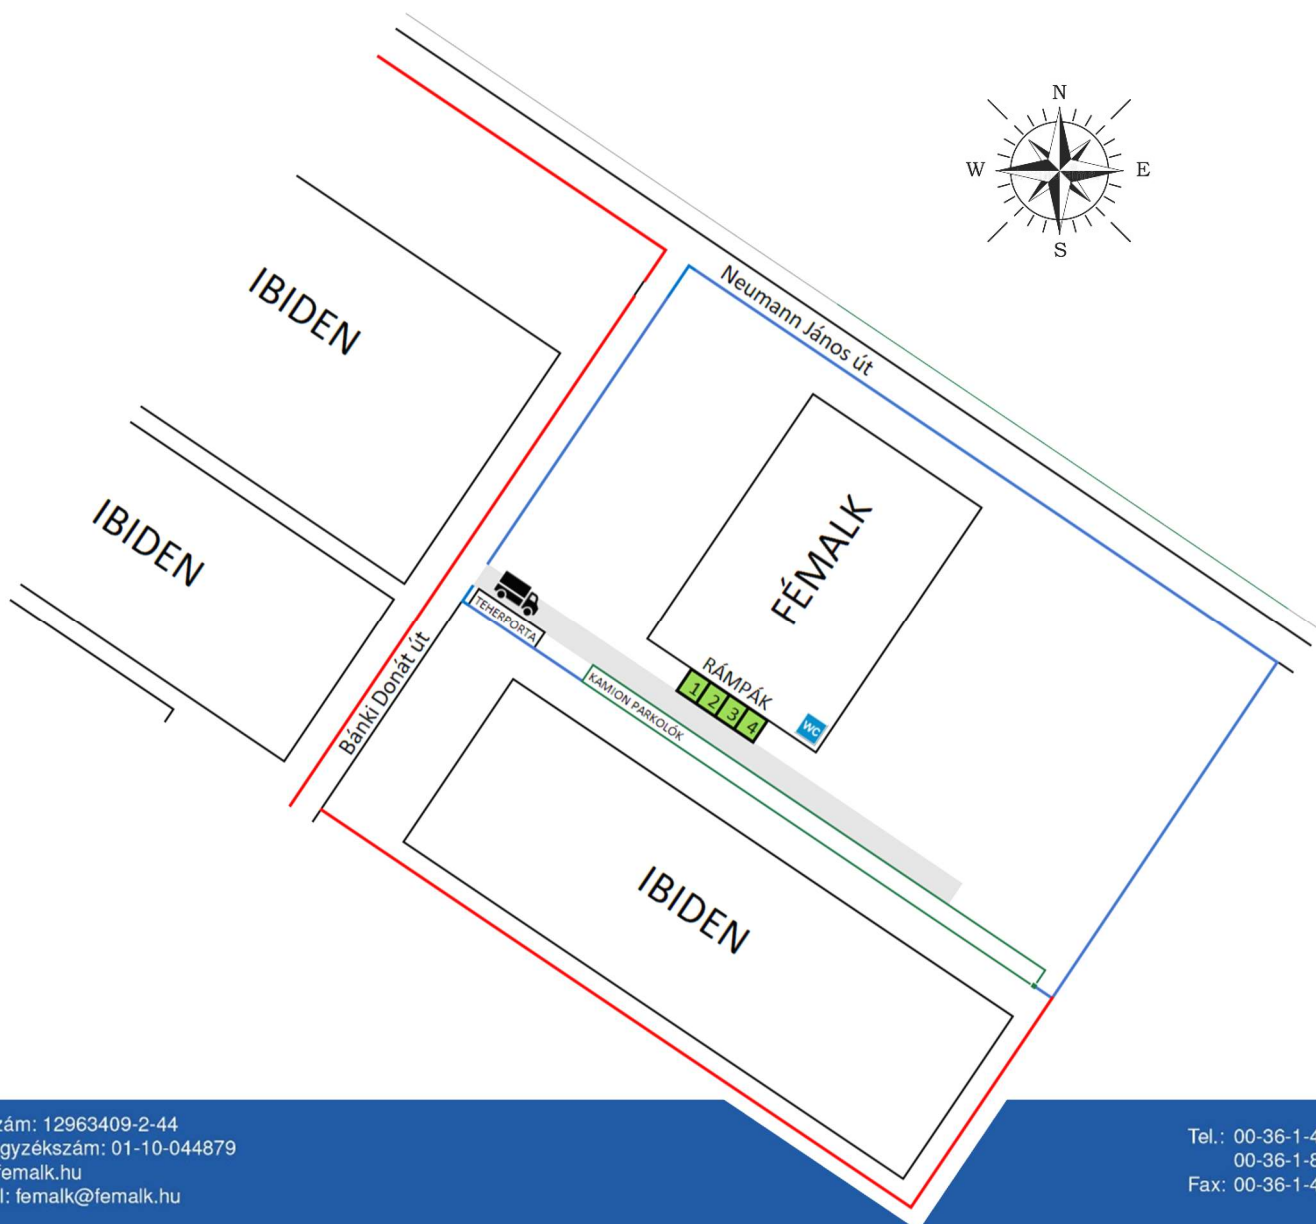 N
W
E
S
IBIDEN
Neumann János út
IBIDEN
FÉMALK
TEHERPORTA
Bánki Donát út
RÁMPÁK
KAMION PARKOLÓK
1 2 3 4
WC
IBIDEN
zám: 12963409-2-44
gyzékszám: 01-10-044879
femalk.hu
l: femalk@femalk.hu
Tel.: 00-36-1-4
00-36-1-8
Fax: 00-36-1-4